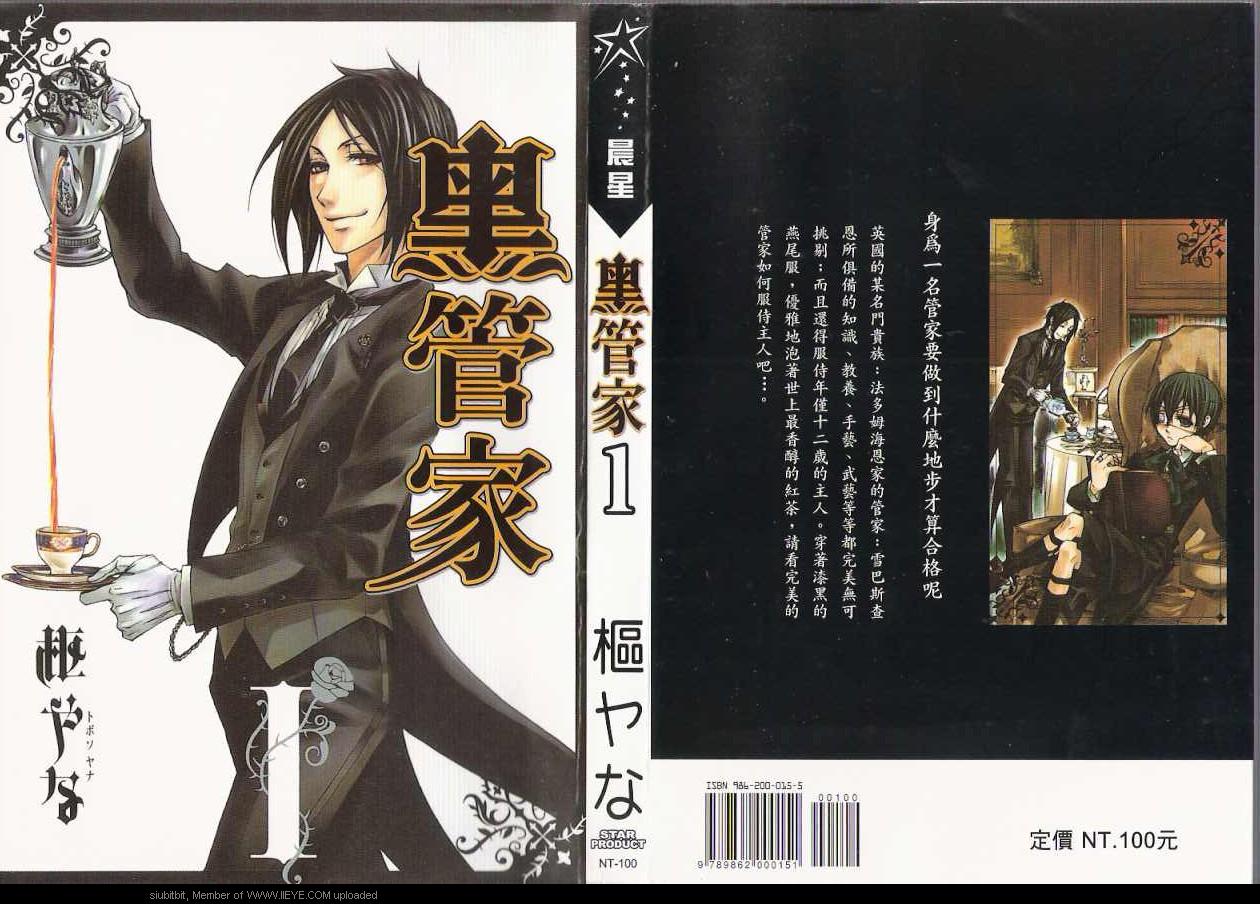 黒管家
樞やな
トボソ ヤナ
I
晨星
黒管家
1
樞ヤな
STAR
PRODUCT
NT-100
身為一名管家要做到什麼地步才算合格呢
英國的某名門貴族：法多姆海恩家的管家：雪巴斯查
恩所俱備的知識、教養、手藝、武藝等等都完美無可
挑剔；而且還得服侍年僅十二歲的主人。穿著漆黑的
燕尾服，優雅地泡著世上最香醇的紅茶，請看完美的
管家如何服侍主人吧…。
ISBN 986-200-015-5
00100
9 789862 000151
定價 NT.100元
siubitbit, Member of WWW.IIEYE.COM uploaded